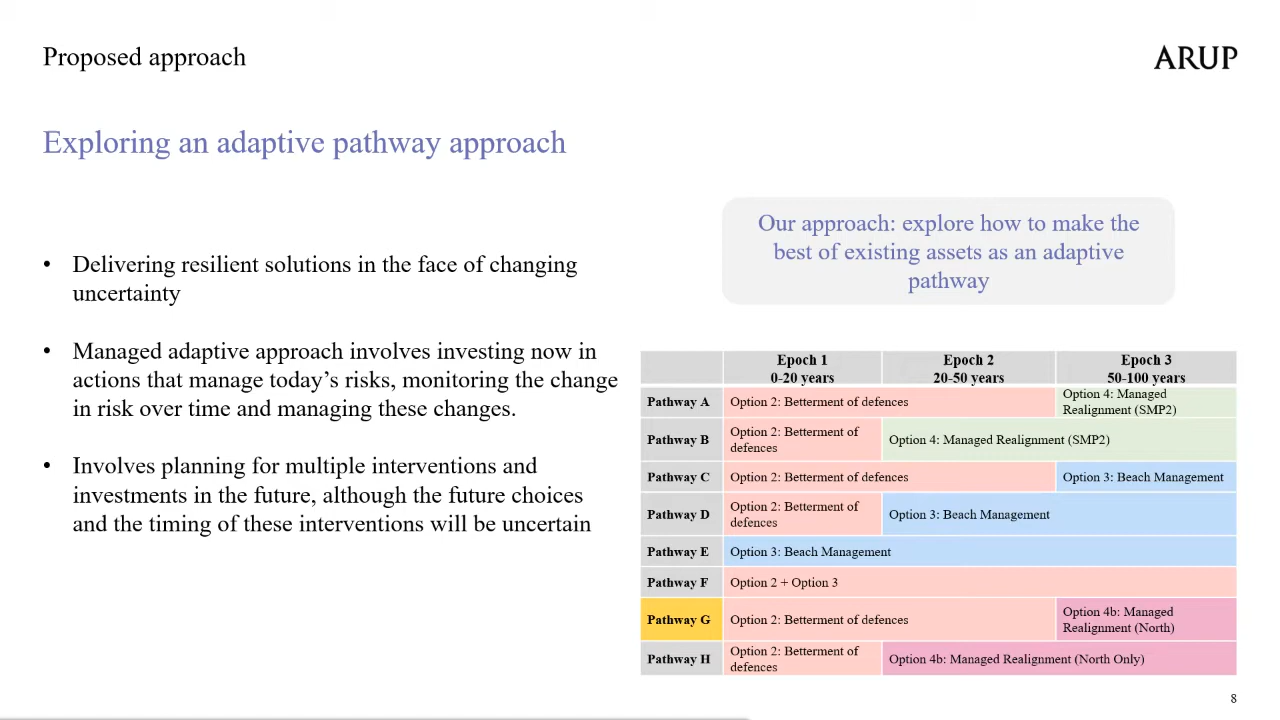 Proposed approach
ARUP
Exploring an adaptive pathway approach
• Delivering resilient solutions in the face of changing
uncertainty
• Managed adaptive approach involves investing now in
actions that manage today’s risks, monitoring the change
in risk over time and managing these changes.
• Involves planning for multiple interventions and
investments in the future, although the future choices
and the timing of these interventions will be uncertain
Our approach: explore how to make the
best of existing assets as an adaptive
pathway
Epoch 1
0-20 years
Epoch 2
20-50 years
Epoch 3
50-100 years
Pathway A
Option 2: Betterment of defences
Option 4: Managed
Realignment (SMP2)
Pathway B
Option 2: Betterment of
defences
Option 4: Managed Realignment (SMP2)
Pathway C
Option 2: Betterment of defences
Option 3: Beach Management
Pathway D
Option 2: Betterment of
defences
Option 3: Beach Management
Pathway E
Option 3: Beach Management
Pathway F
Option 2 + Option 3
Pathway G
Option 2: Betterment of defences
Option 4b: Managed
Realignment (North)
Pathway H
Option 2: Betterment of
defences
Option 4b: Managed Realignment (North Only)
8